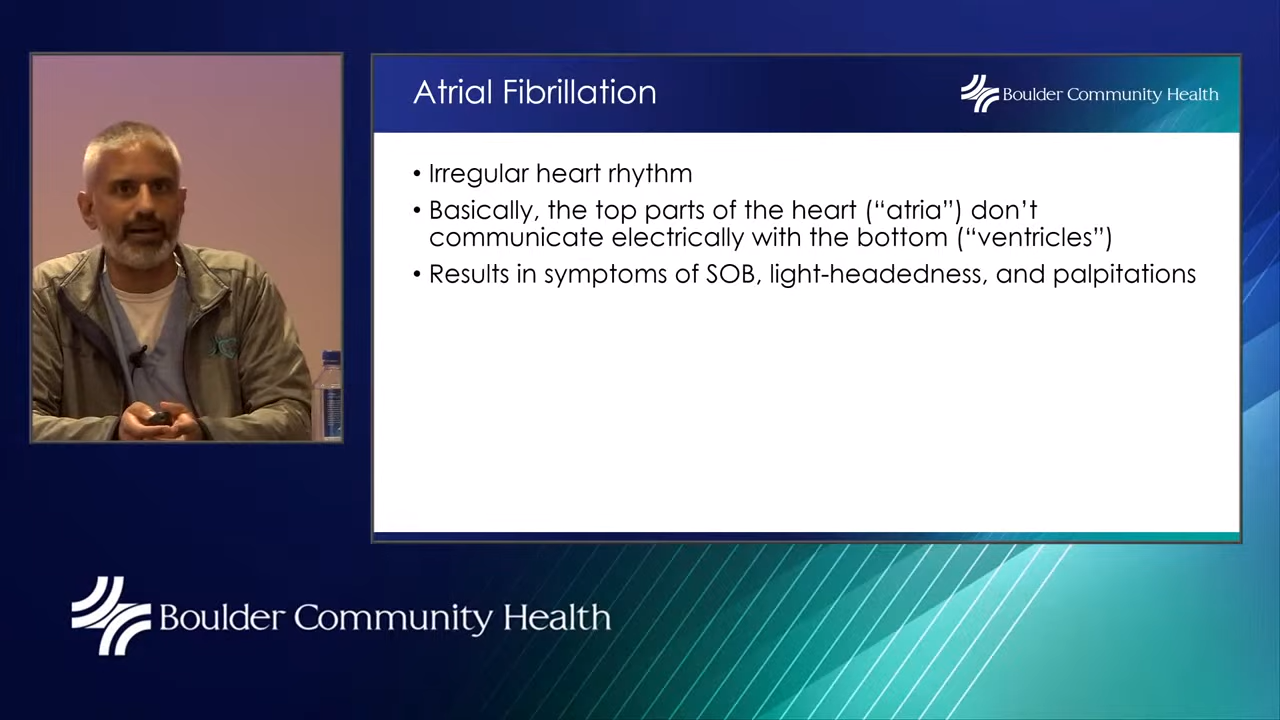 Atrial Fibrillation
Boulder Community Health
• Irregular heart rhythm
• Basically, the top parts of the heart (“atria”) don’t
communicate electrically with the bottom (“ventricles”)
• Results in symptoms of SOB, light-headedness, and palpitations
Boulder Community Health